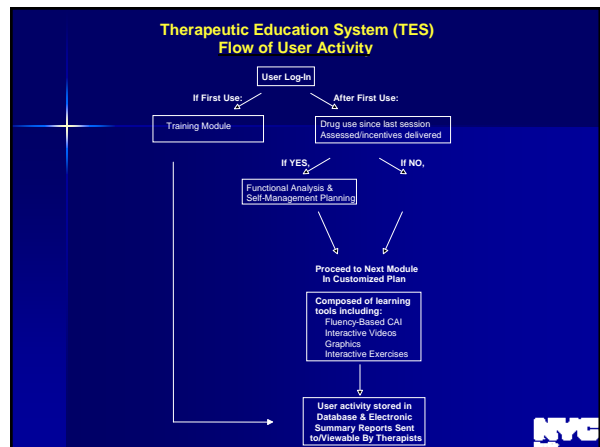 Therapeutic Education System (TES)
Flow of User Activity
User Log-In
If First Use:
After First Use:
Training Module
Drug use since last session
Assessed/incentives delivered
If YES,
If NO,
Functional Analysis &
Self-Management Planning
Proceed to Next Module
In Customized Plan
Composed of learning
tools including:
Fluency-Based CAI
Interactive Videos
Graphics
Interactive Exercises
User activity stored in
Database & Electronic
Summary Reports Sent
to/Viewable By Therapists
NYC